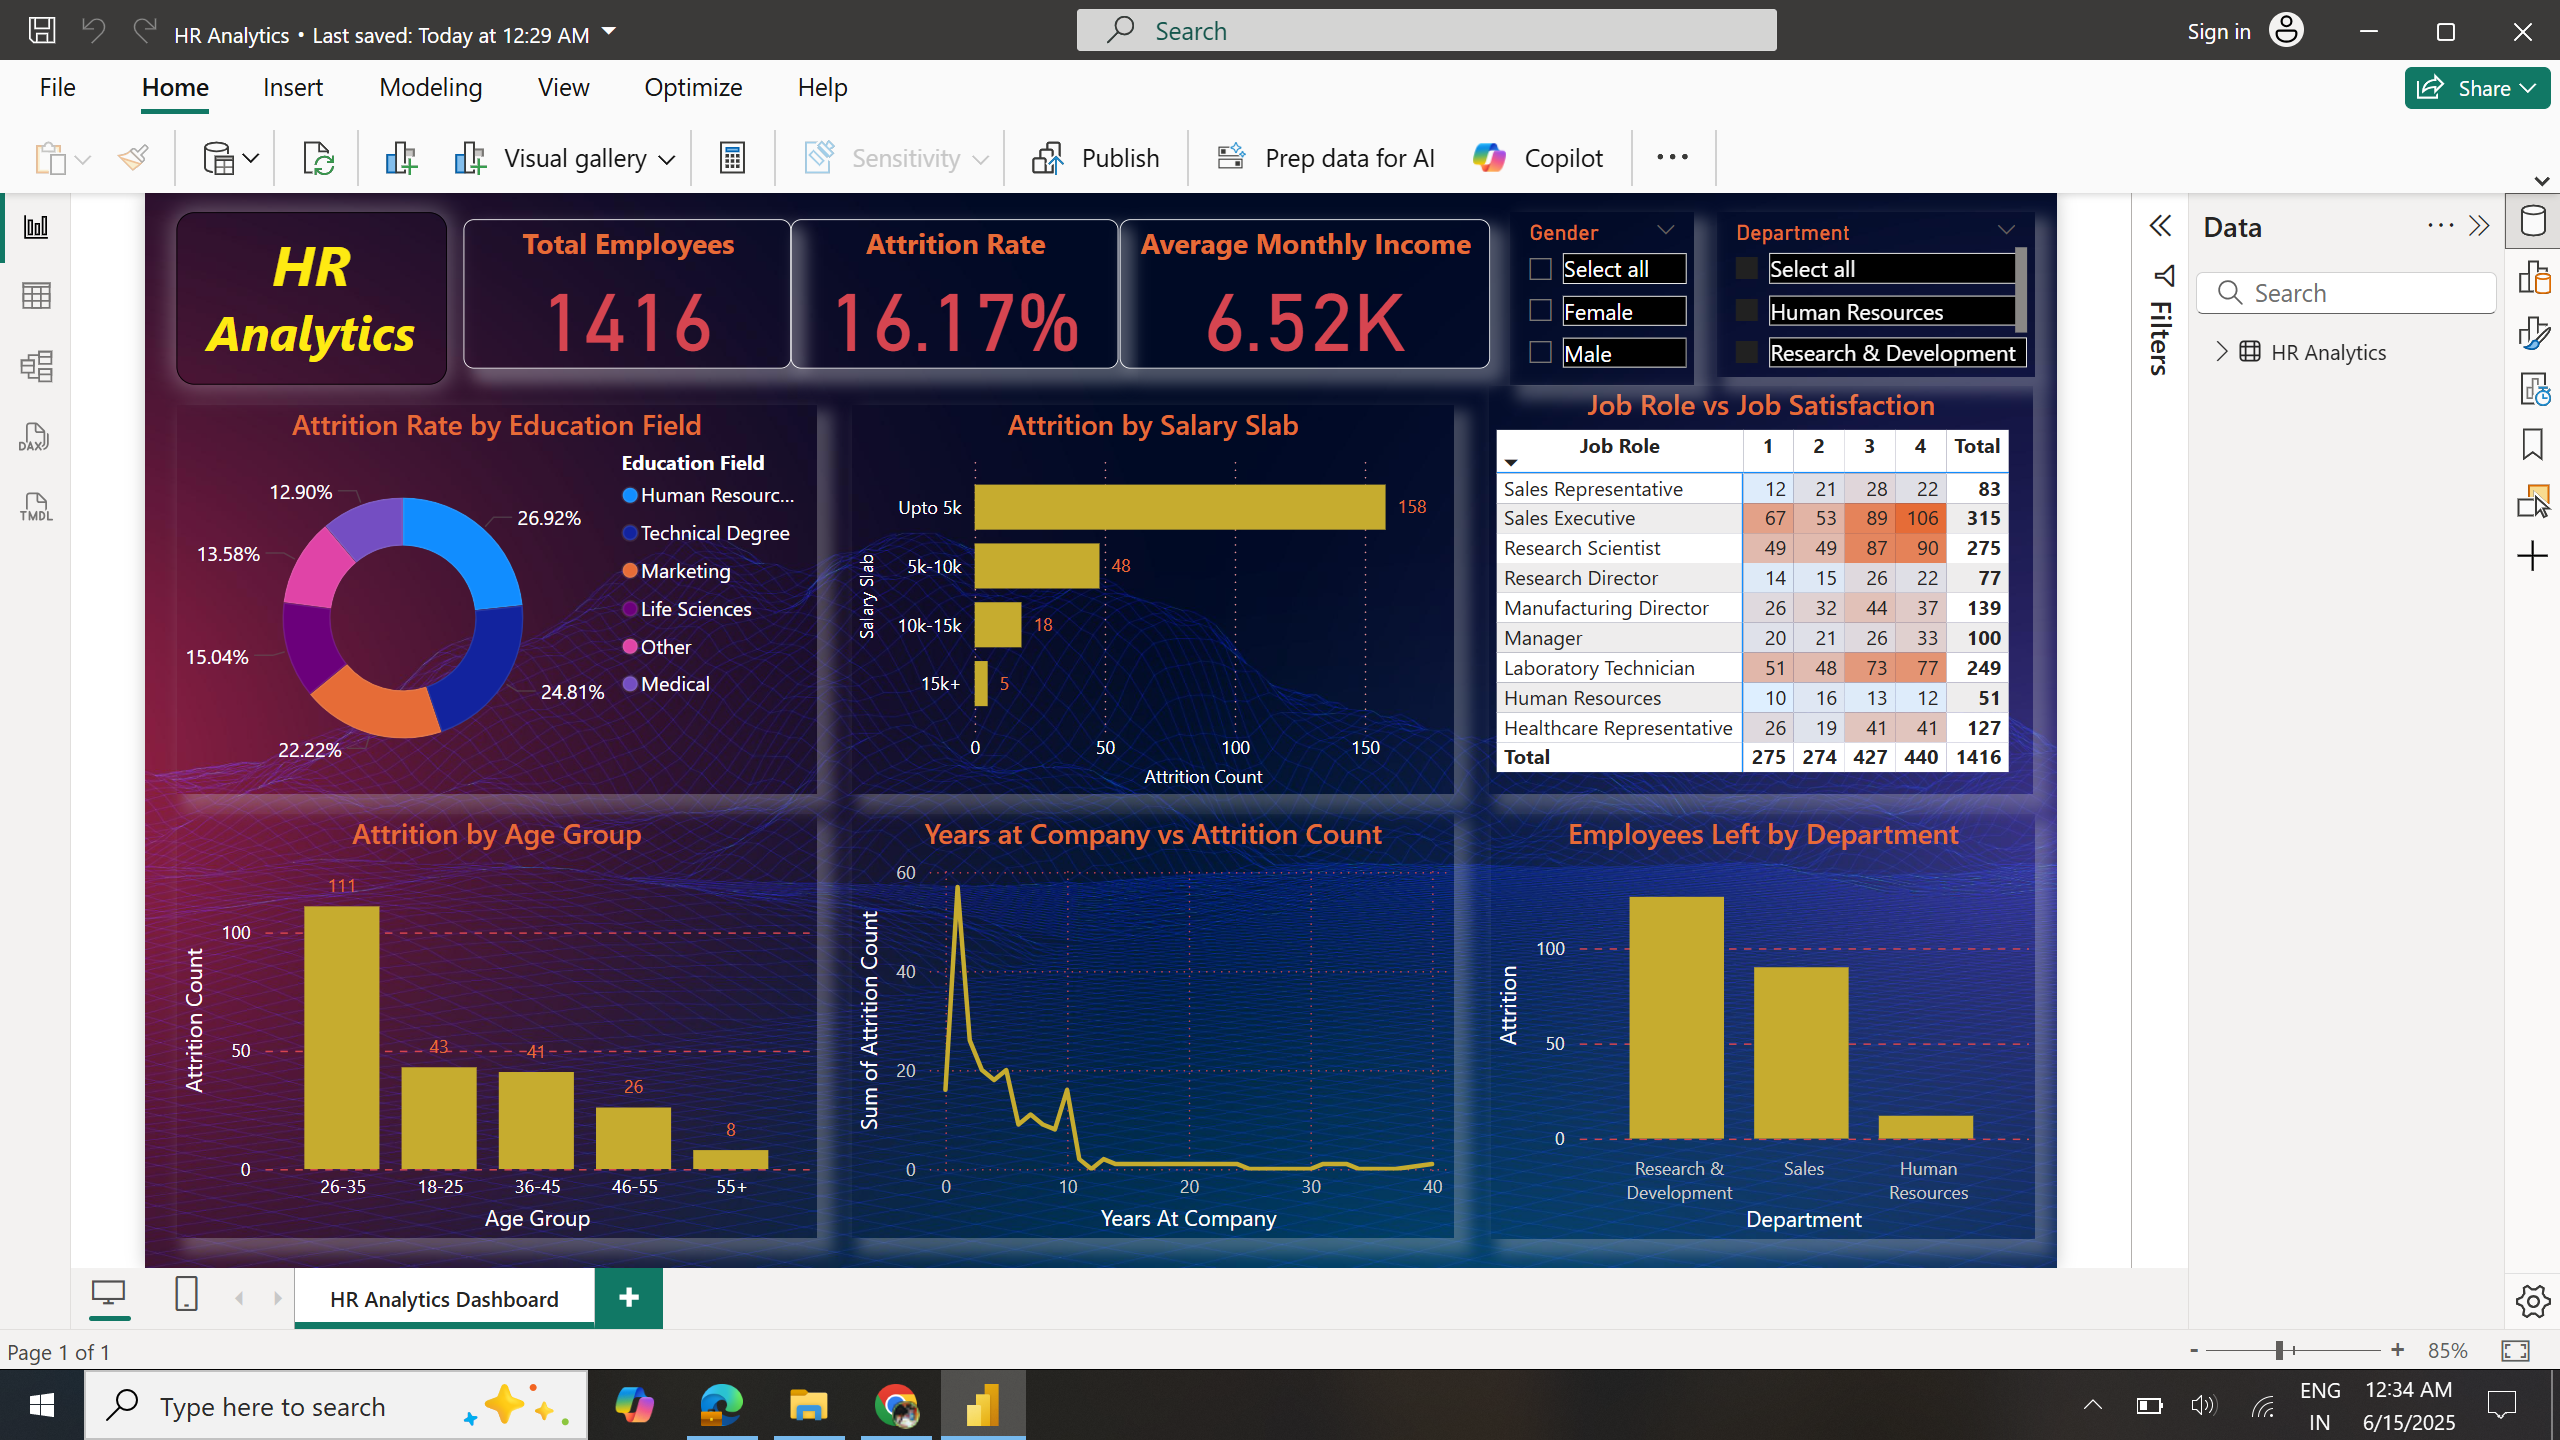 HR Analytics • Last saved: Today at 12:29 AM
Search
Sign in
File Home Insert Modeling View Optimize Help
Share
Visual gallery
Sensitivity
Publish
Prep data for AI
Copilot
DAX
TMDL
HR
Analytics
Total Employees
1416
Attrition Rate
16.17%
Average Monthly Income
6.52K
Gender
Select all
Female
Male
Department
Select all
Human Resources
Research & Development
Attrition Rate by Education Field
12.90%
26.92%
13.58%
15.04%
24.81%
22.22%
Education Field
Human Resourc...
Technical Degree
Marketing
Life Sciences
Other
Medical
Attrition by Salary Slab
Salary Slab
Upto 5k 158
5k-10k 48
10k-15k 18
15k+ 5
0 50 100 150
Attrition Count
Job Role vs Job Satisfaction
Job Role 1 2 3 4 Total
Sales Representative 12 21 28 22 83
Sales Executive 67 53 89 106 315
Research Scientist 49 49 87 90 275
Research Director 14 15 26 22 77
Manufacturing Director 26 32 44 37 139
Manager 20 21 26 33 100
Laboratory Technician 51 48 73 77 249
Human Resources 10 16 13 12 51
Healthcare Representative 26 19 41 41 127
Total 275 274 427 440 1416
Attrition by Age Group
Attrition Count
111
100
50
43
41
26
8
0
26-35 18-25 36-45 46-55 55+
Age Group
Years at Company vs Attrition Count
Sum of Attrition Count
60
40
20
0
0 10 20 30 40
Years At Company
Employees Left by Department
Attrition
100
50
0
Research &
Development
Sales
Human
Resources
Department
Filters
Data
Search
HR Analytics
HR Analytics Dashboard
Page 1 of 1
- + 85%
Type here to search
ENG
IN
12:34 AM
6/15/2025